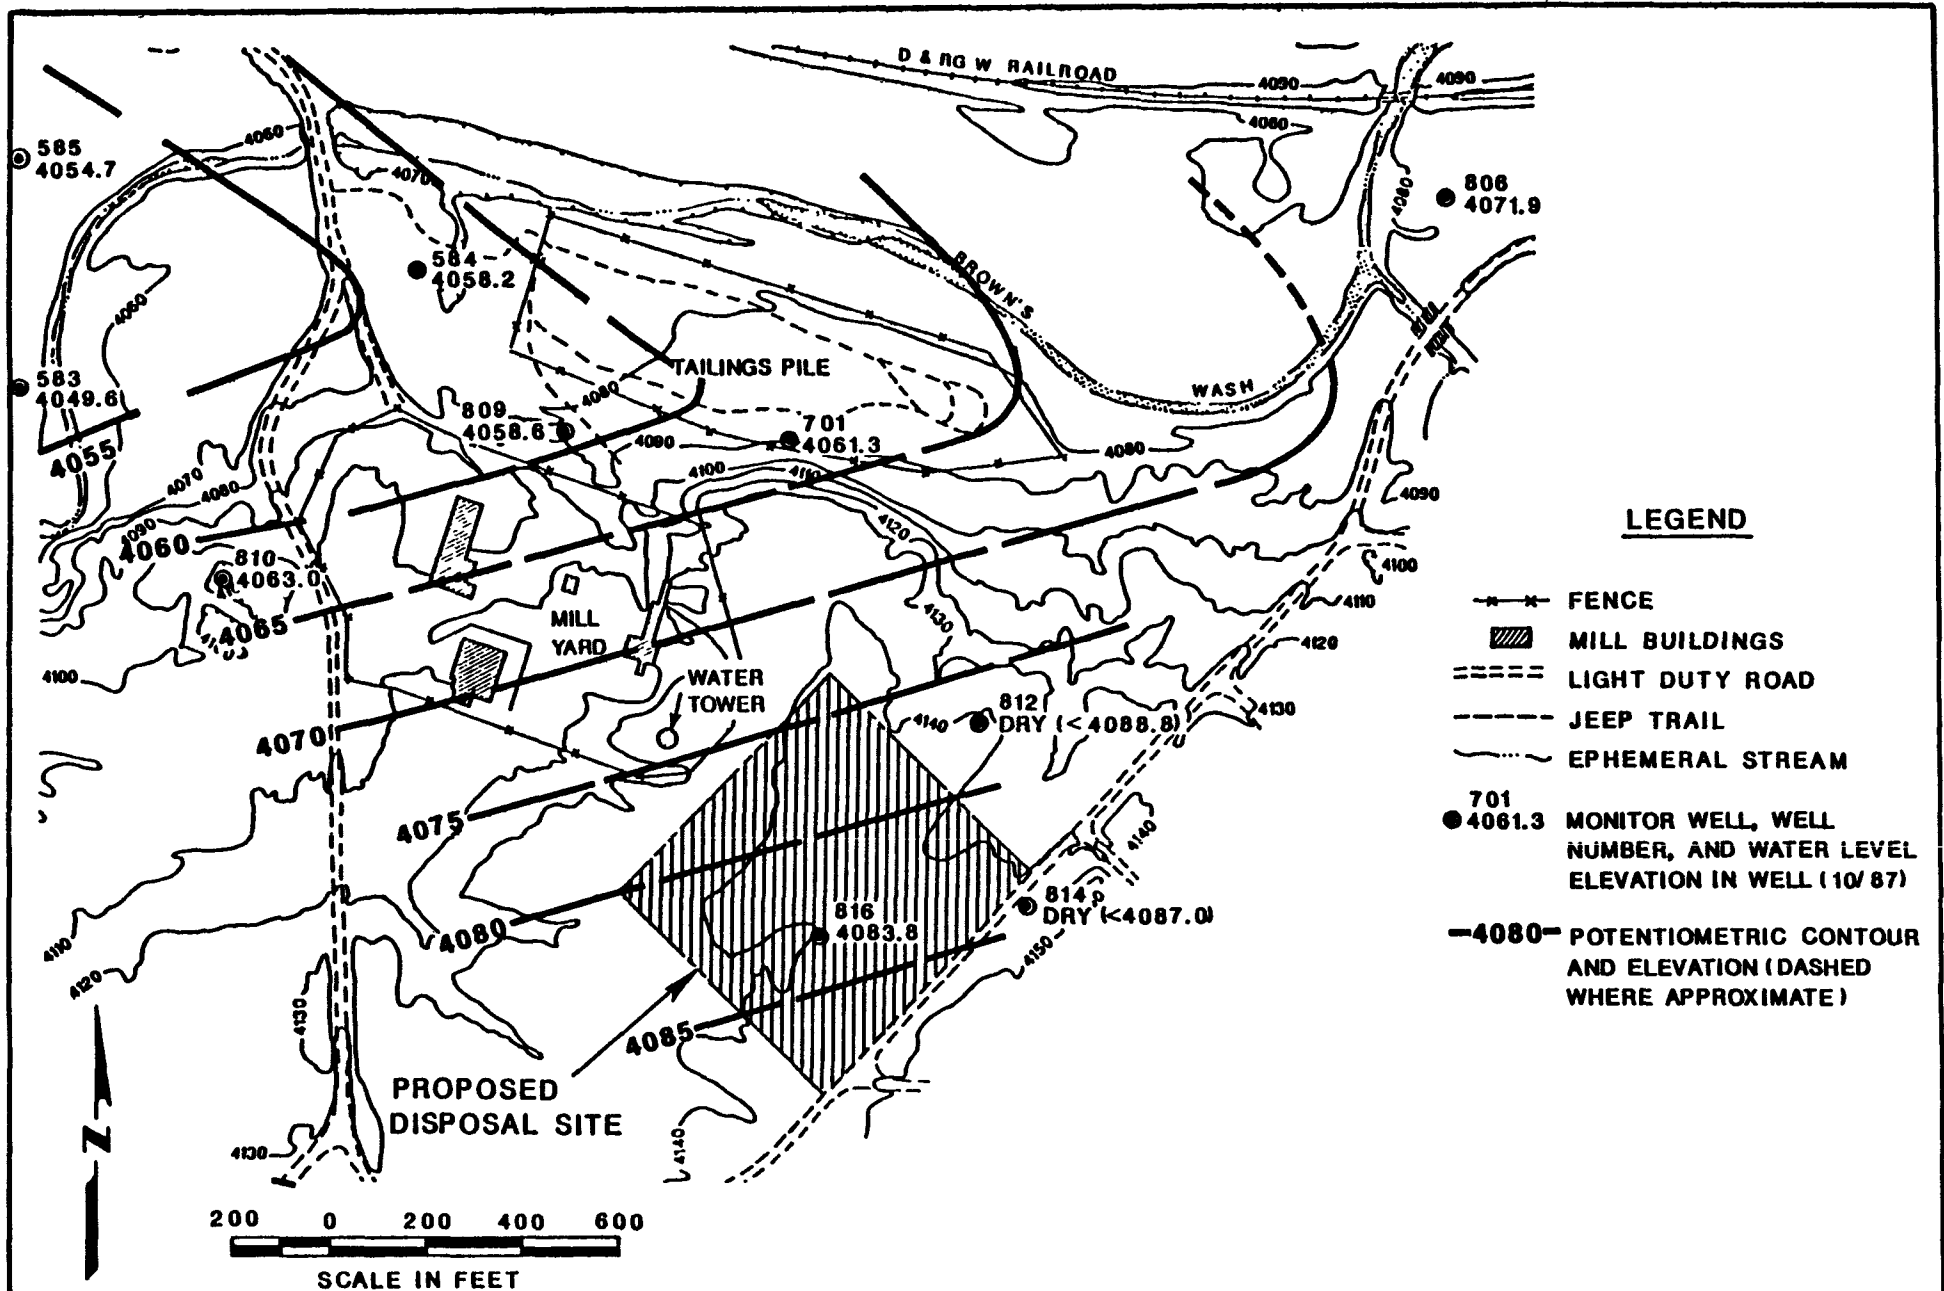 D & RG W RAILROAD
4090
4090
4060
4060
585
4054.7
4070
4080
806
4071.9
584
4058.2
BROWN'S
WASH
4060
TAILINGS PILE
583
4049.6
4080
809
4058.6
701
4061.3
4090
4080
4055
4100
4110
4070
4080
4090
4090
4120
4060
810
4063.0
4100
4065
4110
4130
MILL
YARD
4120
4100
WATER
TOWER
4070
812
DRY (<4088.8)
4140
4130
4075
4140
814
DRY (<4087.0)
816
4083.8
4080
4110
4120
4150
4130
4085
PROPOSED
DISPOSAL SITE
4140
4130
N
200 0 200 400 600
SCALE IN FEET
LEGEND
FENCE
MILL BUILDINGS
LIGHT DUTY ROAD
JEEP TRAIL
EPHEMERAL STREAM
701
4061.3
MONITOR WELL, WELL
NUMBER, AND WATER LEVEL
ELEVATION IN WELL (10/87)
4080
POTENTIOMETRIC CONTOUR
AND ELEVATION (DASHED
WHERE APPROXIMATE)